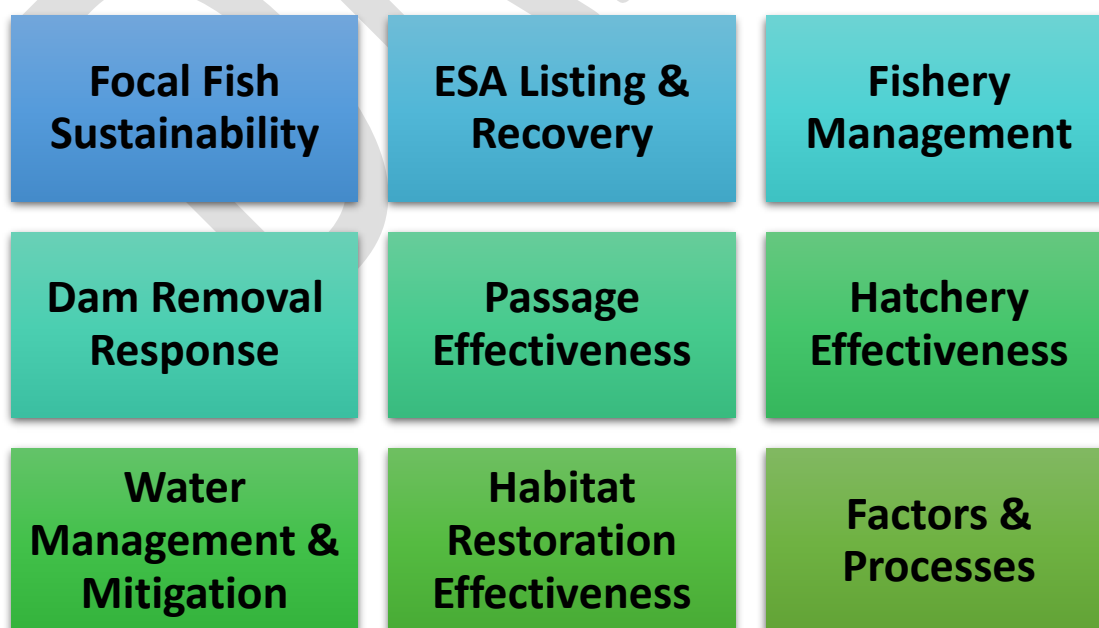 Focal Fish
Sustainability
ESA Listing &
Recovery
Fishery
Management
Dam Removal
Response
Passage
Effectiveness
Hatchery
Effectiveness
Water
Management &
Mitigation
Habitat
Restoration
Effectiveness
Factors &
Processes